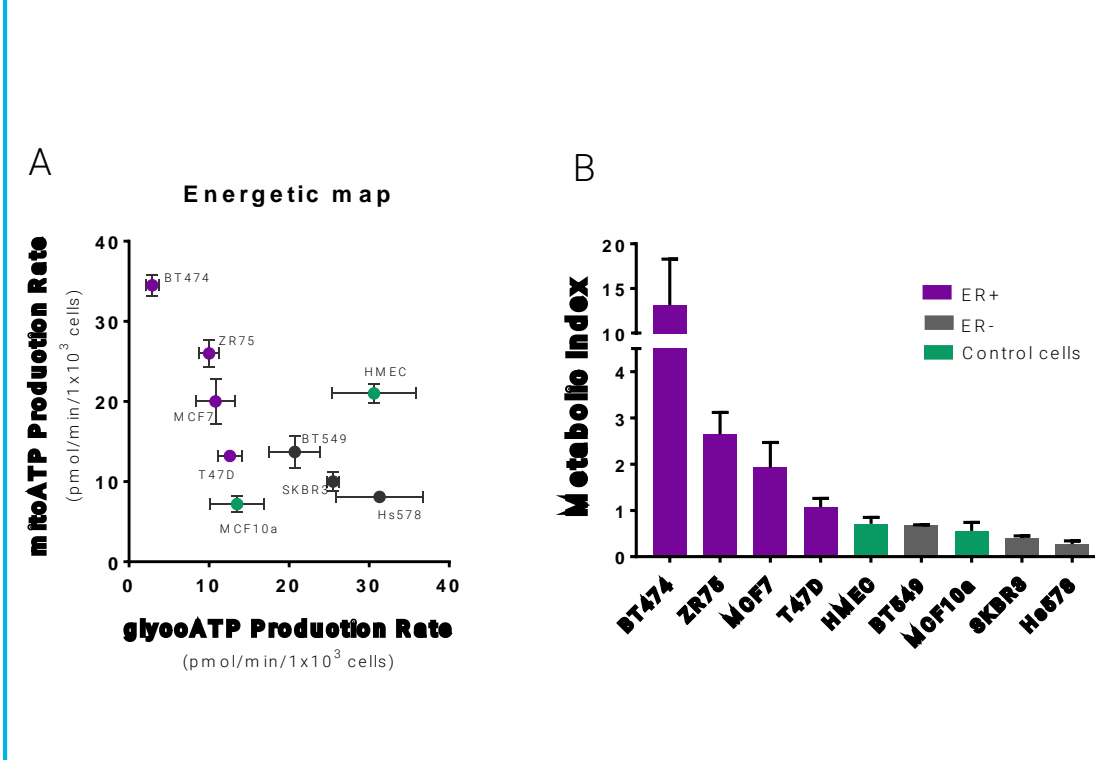 A
Energetic map
mitoATP Production Rate
(pmol/min/1x10³ cells)
40
30
20
10
0
BT474
ZR75
HMEC
MCF7
BT549
T47D
SKBR3
Hs578
MCF10a
0 10 20 30 40
glycoATP Production Rate
(pmol/min/1x10³ cells)
B
Metabolic Index
20
15
10
4
3
2
1
0
ER+
ER-
Control cells
BT474 ZR75 MCF7 T47D HMEC BT549 MCF10a SKBR3 Hs578